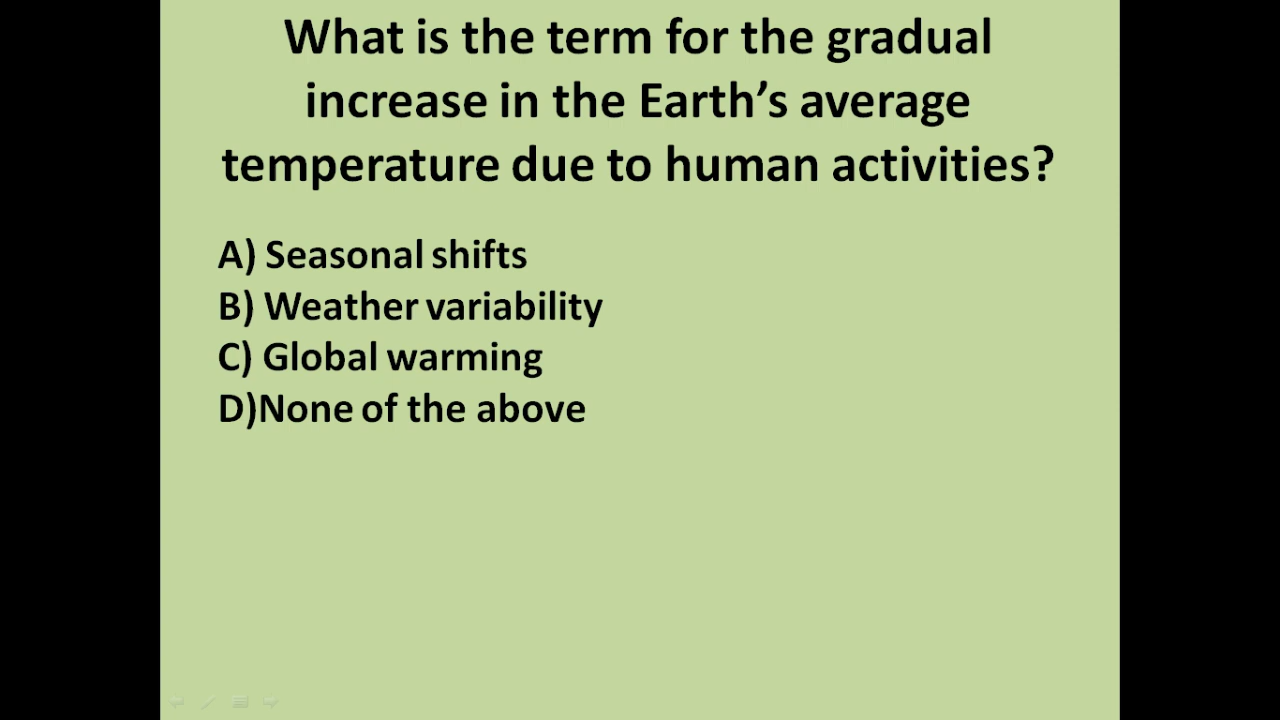 What is the term for the gradual
increase in the Earth’s average
temperature due to human activities?
A) Seasonal shifts
B) Weather variability
C) Global warming
D)None of the above